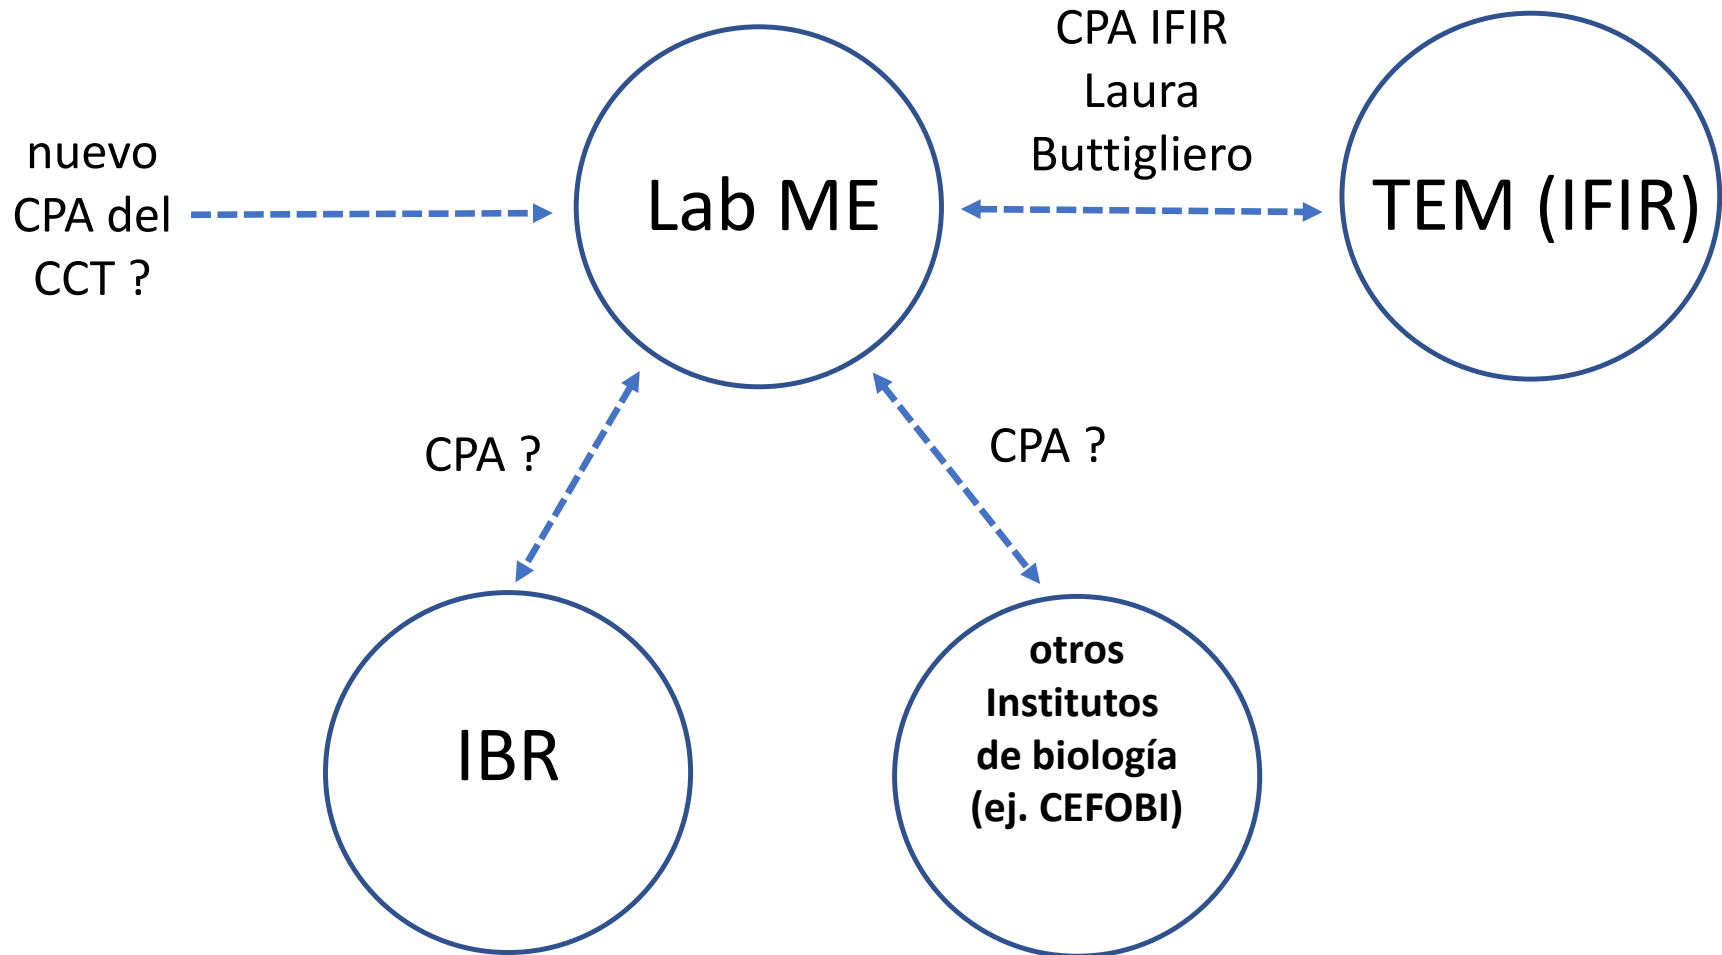 nuevo
CPA del
CCT ?
Lab ME
CPA IFIR
Laura
Buttigliero
TEM (IFIR)
CPA ?
CPA ?
IBR
otros
Institutos
de biología
(ej. CEFOBI)